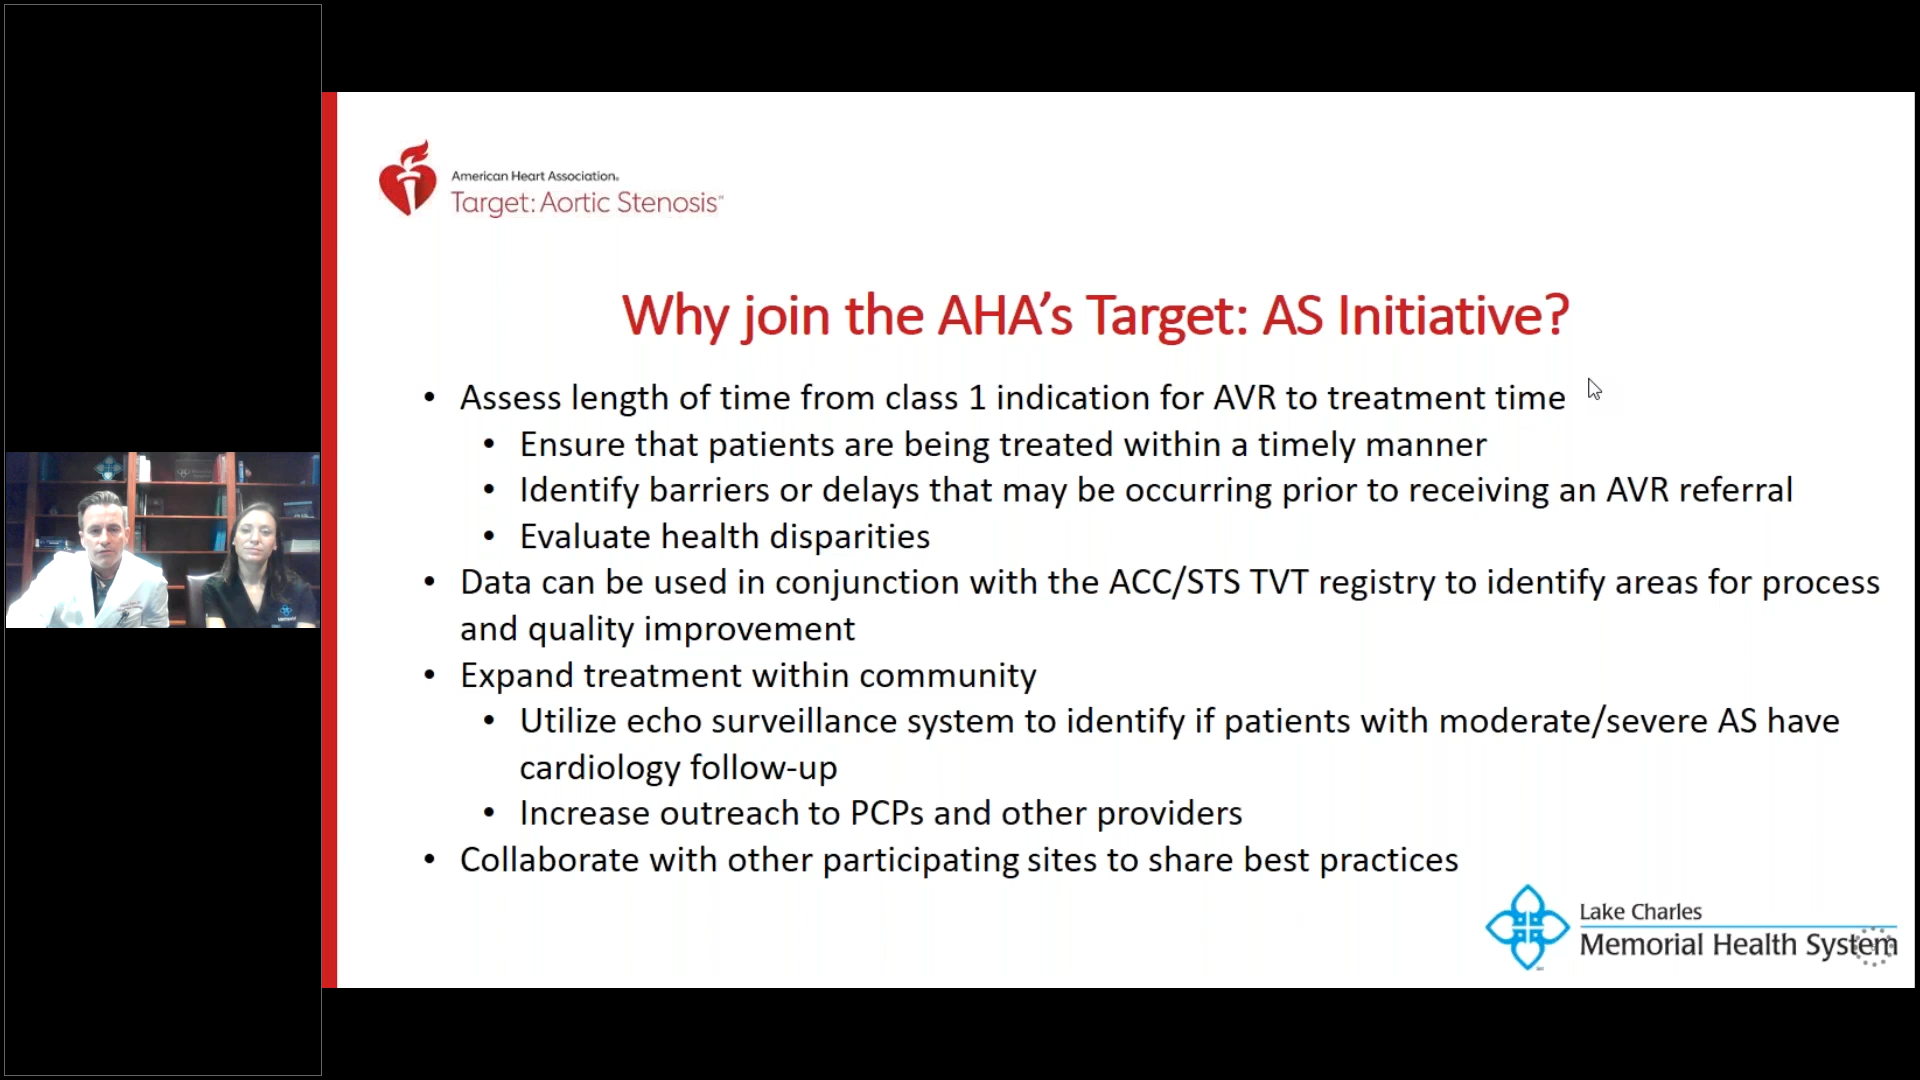 American Heart Association®
Target: Aortic Stenosis™
Why join the AHA’s Target: AS Initiative?
• Assess length of time from class 1 indication for AVR to treatment time
• Ensure that patients are being treated within a timely manner
• Identify barriers or delays that may be occurring prior to receiving an AVR referral
• Evaluate health disparities
• Data can be used in conjunction with the ACC/STS TVT registry to identify areas for process
and quality improvement
• Expand treatment within community
• Utilize echo surveillance system to identify if patients with moderate/severe AS have
cardiology follow-up
• Increase outreach to PCPs and other providers
• Collaborate with other participating sites to share best practices
Lake Charles
Memorial Health System